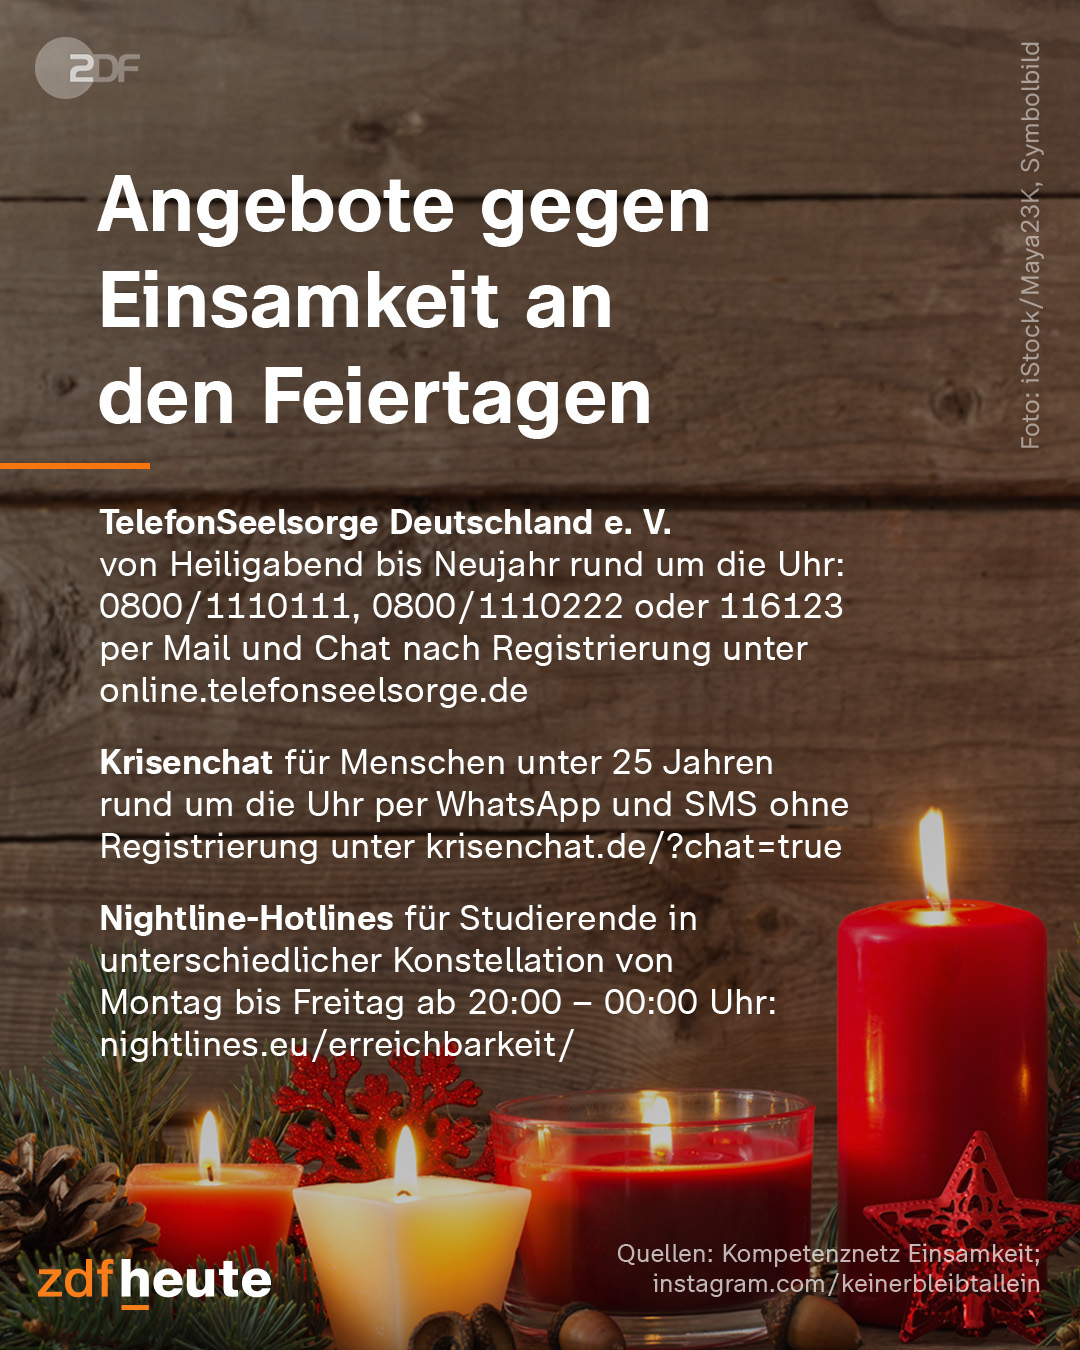 ZDF
Foto: iStock/Maya23K, Symbolbild
Angebote gegen
Einsamkeit an
den Feiertagen
TelefonSeelsorge Deutschland e. V.
von Heiligabend bis Neujahr rund um die Uhr:
0800/1110111, 0800/1110222 oder 116123
per Mail und Chat nach Registrierung unter
online.telefonseelsorge.de
Krisenchat für Menschen unter 25 Jahren
rund um die Uhr per WhatsApp und SMS ohne
Registrierung unter krisenchat.de/?chat=true
Nightline-Hotlines für Studierende in
unterschiedlicher Konstellation von
Montag bis Freitag ab 20:00 – 00:00 Uhr:
nightlines.eu/erreichbarkeit/
Quellen: Kompetenznetz Einsamkeit;
instagram.com/keinerbleibtallein
zdfheute